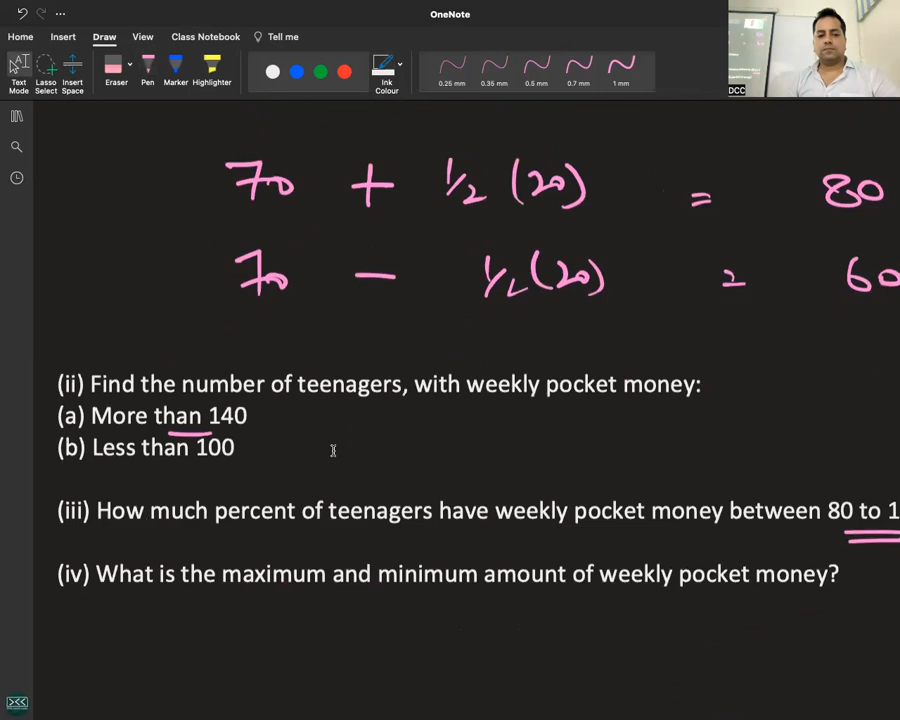 OneNote
Home Insert Draw View Class Notebook Tell me
Text Mode
Lasso Select
Insert Space
Eraser
Pen
Marker
Highlighter
Ink Colour
0.25 mm 0.35 mm 0.5 mm 0.7 mm 1 mm
DCC
70 + 1/2 (20) = 80
70 - 1/2 (20) = 60
(ii) Find the number of teenagers, with weekly pocket money:
(a) More than 140
(b) Less than 100
(iii) How much percent of teenagers have weekly pocket money between 80 to 1
(iv) What is the maximum and minimum amount of weekly pocket money?